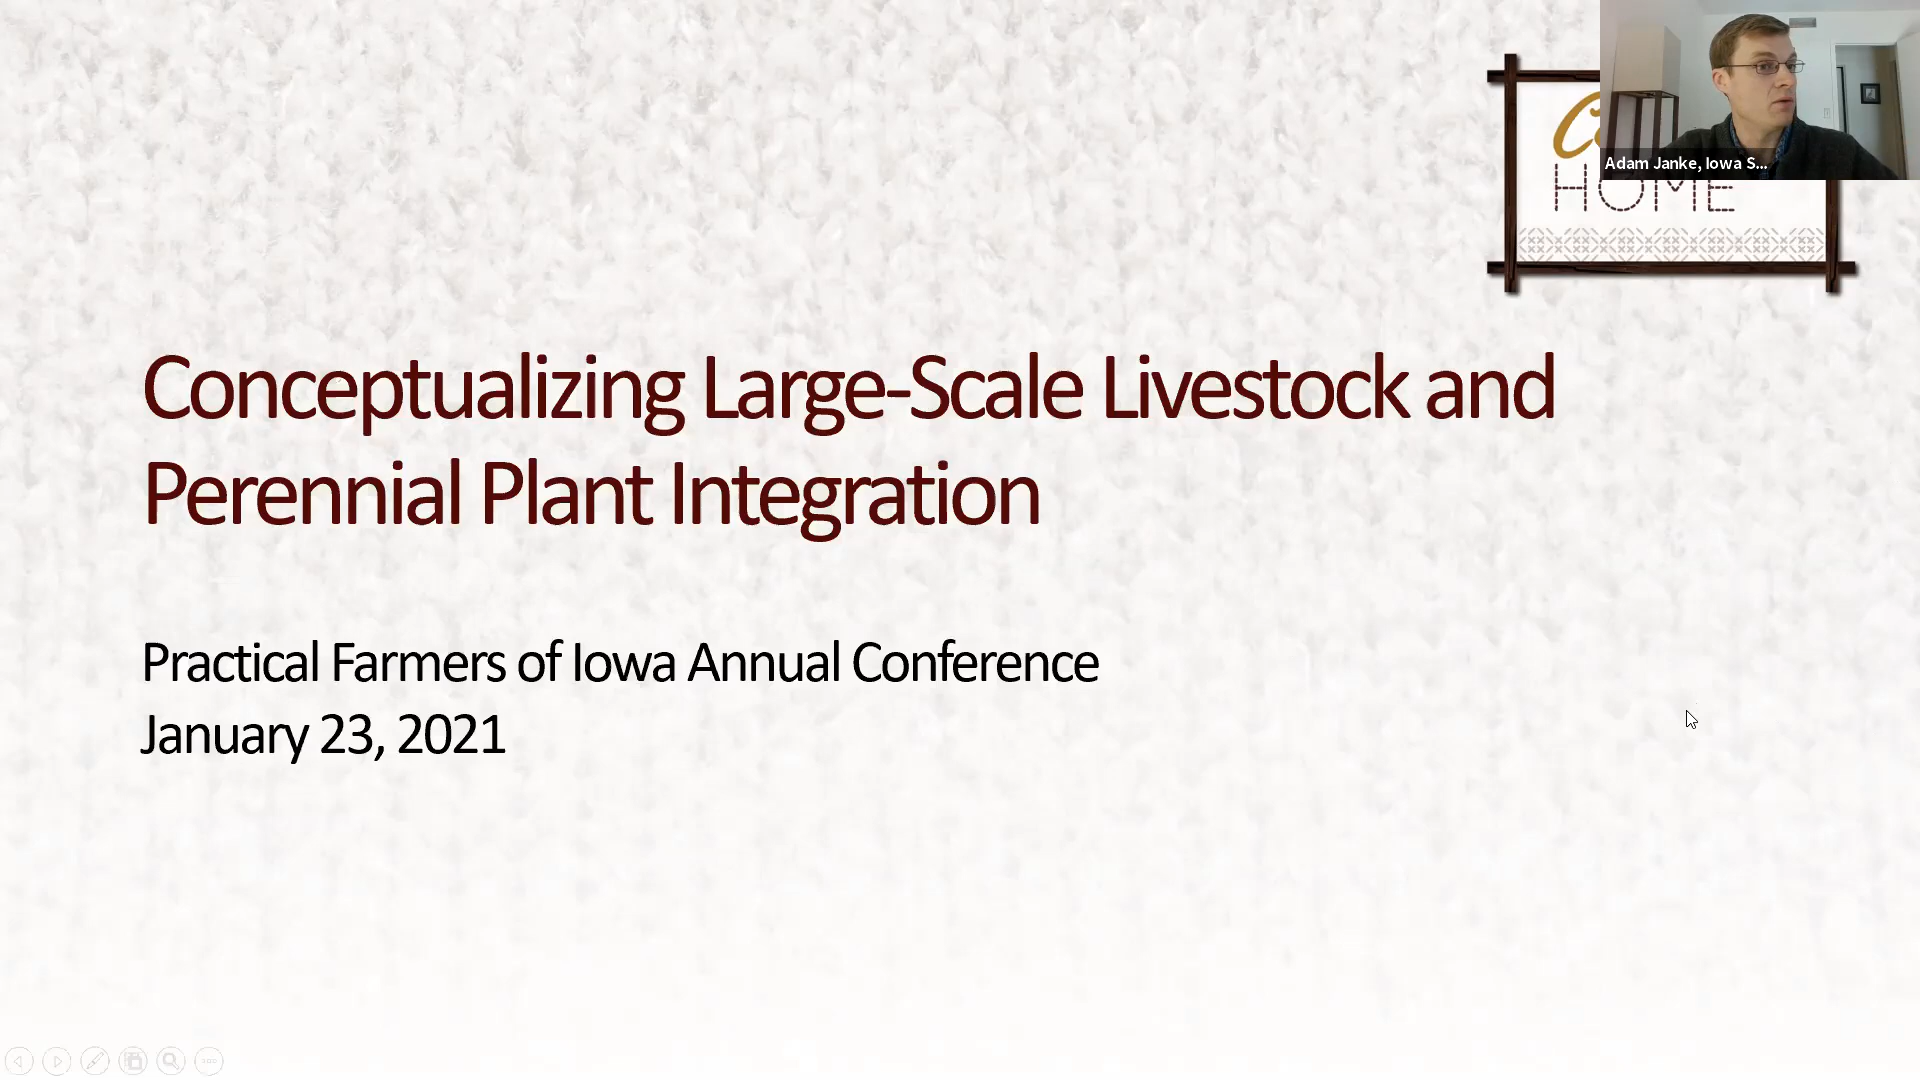 HOME
Adam Janke, Iowa S...
Conceptualizing Large-Scale Livestock and
Perennial Plant Integration
Practical Farmers of Iowa Annual Conference
January 23, 2021